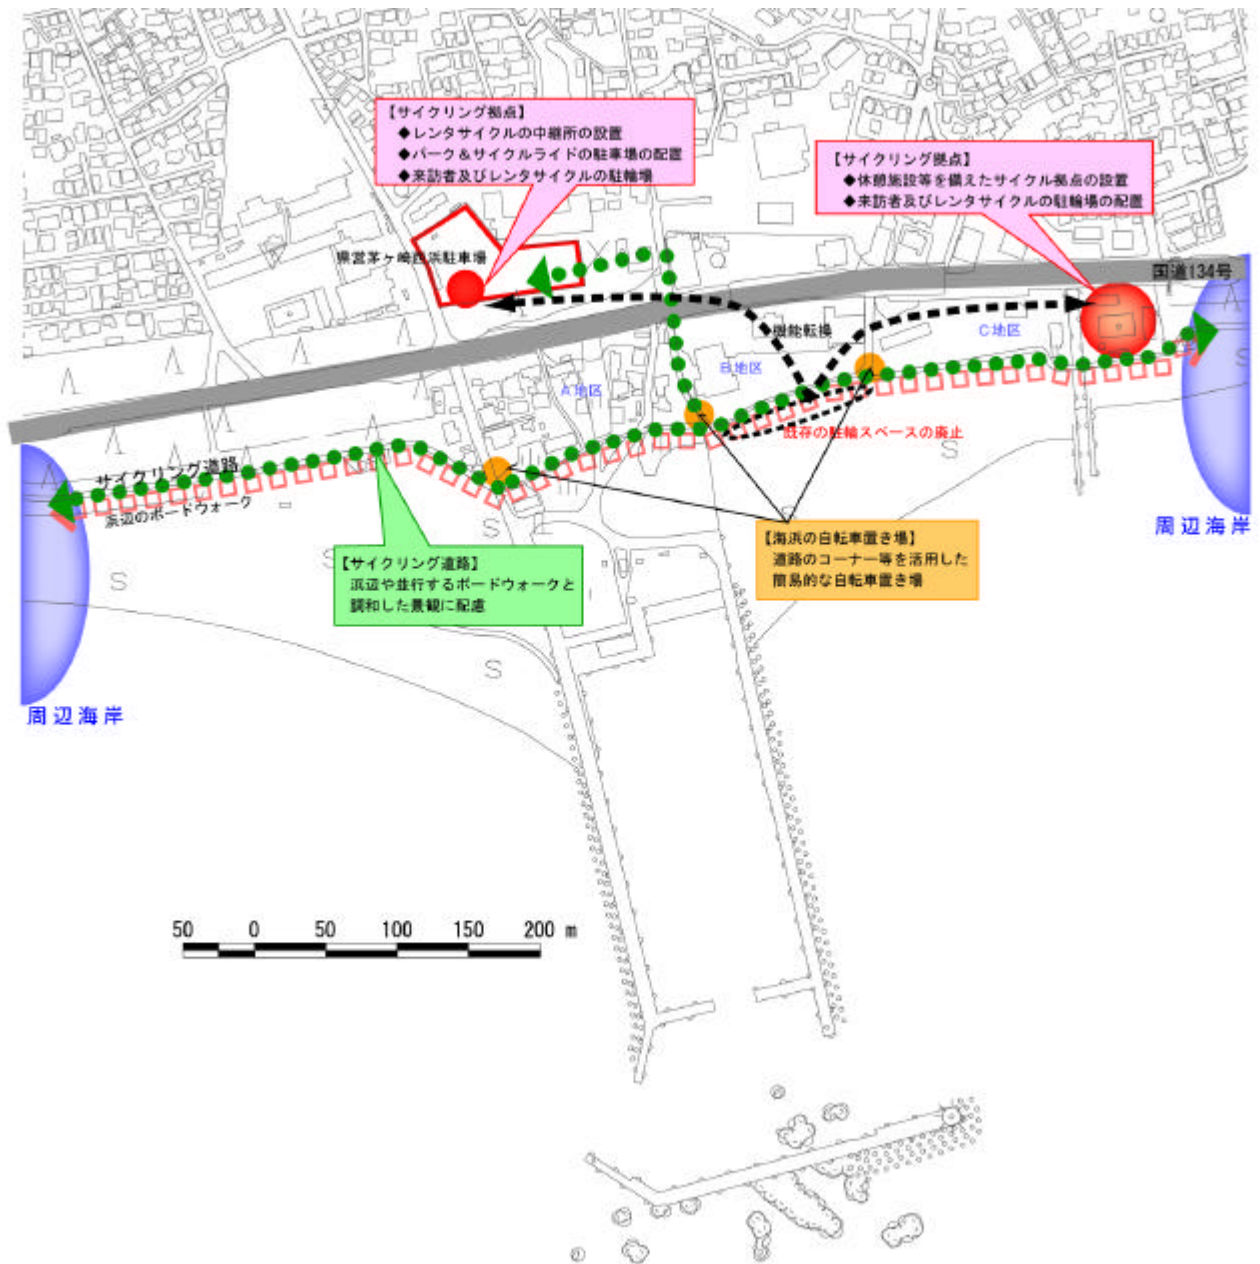 【サイクリング拠点】
◆レンタサイクルの中継所の設置
◆パーク＆サイクルライドの駐車場の配置
◆来訪者及びレンタサイクルの駐輪場
【サイクリング拠点】
◆休憩施設等を備えたサイクル拠点の設置
◆来訪者及びレンタサイクルの駐輪場の配置
県営茅ヶ崎西浜駐車場
国道134号
機能転換
C地区
B地区
A地区
既存の駐輪スペースの廃止
サイクリング道路
浜辺のボードウォーク
周辺海岸
【海浜の自転車置き場】
道路のコーナー等を活用した
簡易的な自転車置き場
【サイクリング道路】
浜辺や並行するボードウォークと
調和した景観に配慮
S
S
S
S
S
周辺海岸
50 0 50 100 150 200 m